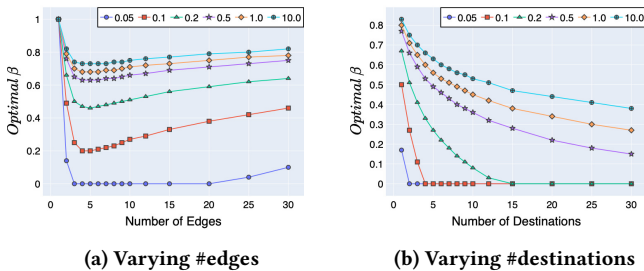 0.05 0.1 0.2 0.5 1.0 10.0
1
0.8
0.6
0.4
0.2
0
Optimal β
0 5 10 15 20 25 30
Number of Edges
(a) Varying #edges
0.05 0.1 0.2 0.5 1.0 10.0
0.8
0.7
0.6
0.5
0.4
0.3
0.2
0.1
0
Optimal β
0 5 10 15 20 25 30
Number of Destinations
(b) Varying #destinations